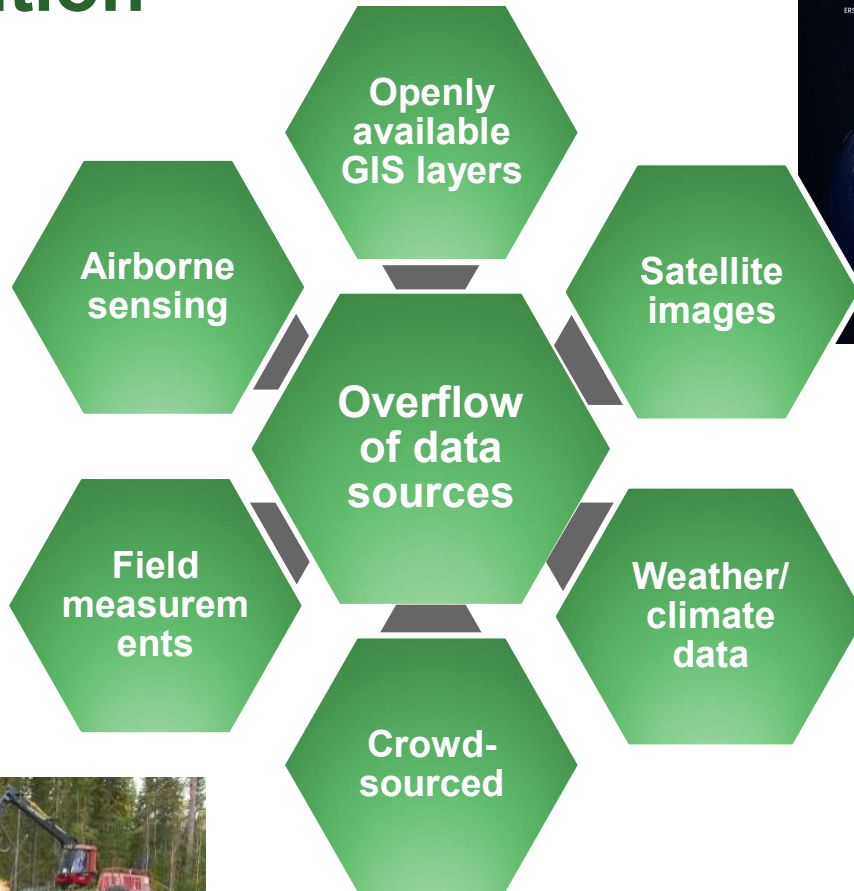 Openly
available
GIS layers
Airborne
sensing
Satellite
images
Overflow
of data
sources
Field
measurem
ents
Weather/
climate
data
Crowd-
sourced